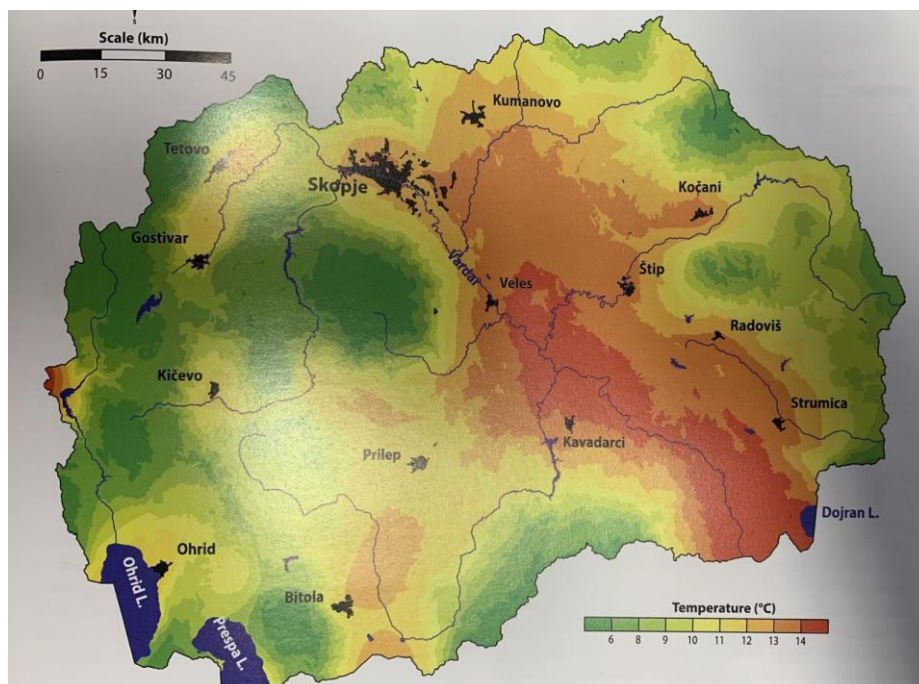 s
Scale (km)
0 15 30 45
Kumanovo
Tetovo
Skopje
Kočani
Gostivar
Vardar
Štip
Veles
Radoviš
Kičevo
Strumica
Kavadarci
Prilep
Dojran L.
Ohrid
Ohrid L.
Bitola
Prespa L.
Temperature (°C)
6 8 9 10 11 12 13 14